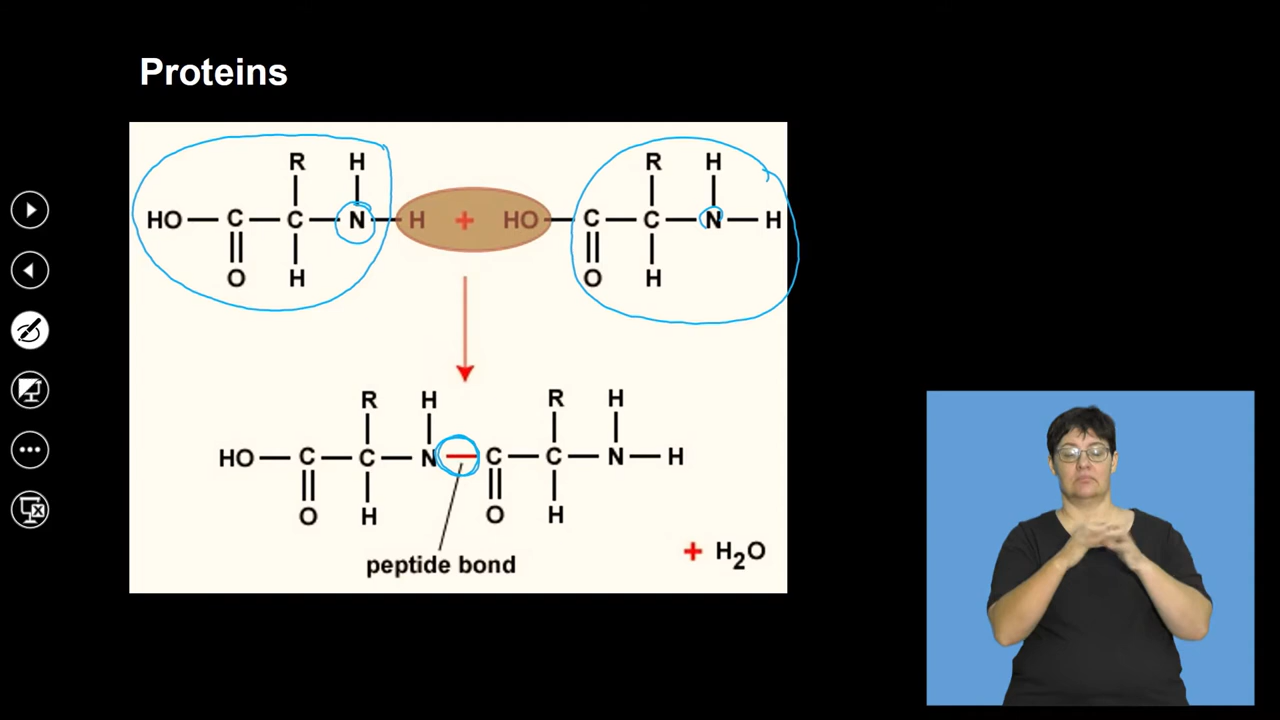 Proteins
R H R H
HO C C N H + HO C C N H
O H O H
R H R H
HO C C N C C N H
O H O H
peptide bond
+ H2O